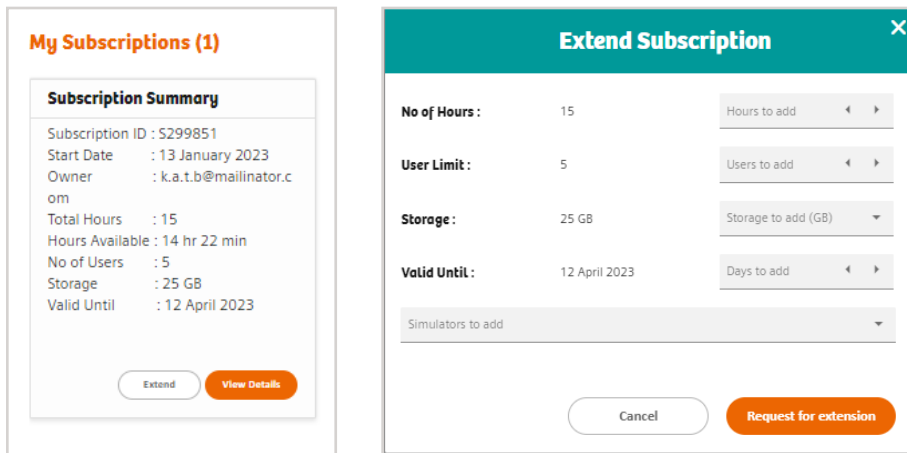 My Subscriptions (1)
Subscription Summary
Subscription ID : S299851
Start Date : 13 January 2023
Owner : k.a.t.b@mailinator.c
om
Total Hours : 15
Hours Available : 14 hr 22 min
No of Users : 5
Storage : 25 GB
Valid Until : 12 April 2023
Extend View Details
Extend Subscription
No of Hours : 15 Hours to add
User Limit : 5 Users to add
Storage : 25 GB Storage to add (GB)
Valid Until : 12 April 2023 Days to add
Simulators to add
Cancel Request for extension